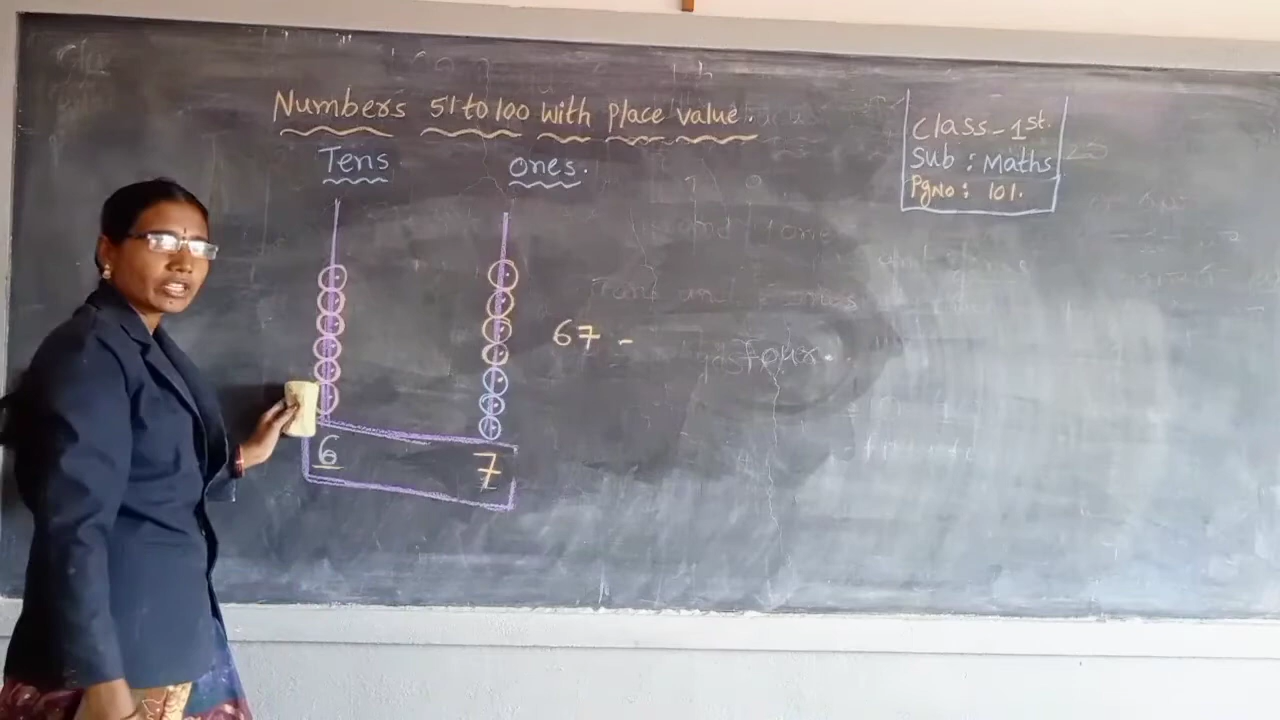 Numbers 51 to 100 with place value.
Class - 1st.
Sub : Maths
Pg No : 101.
Tens
ones.
67 -
Four.
6
7